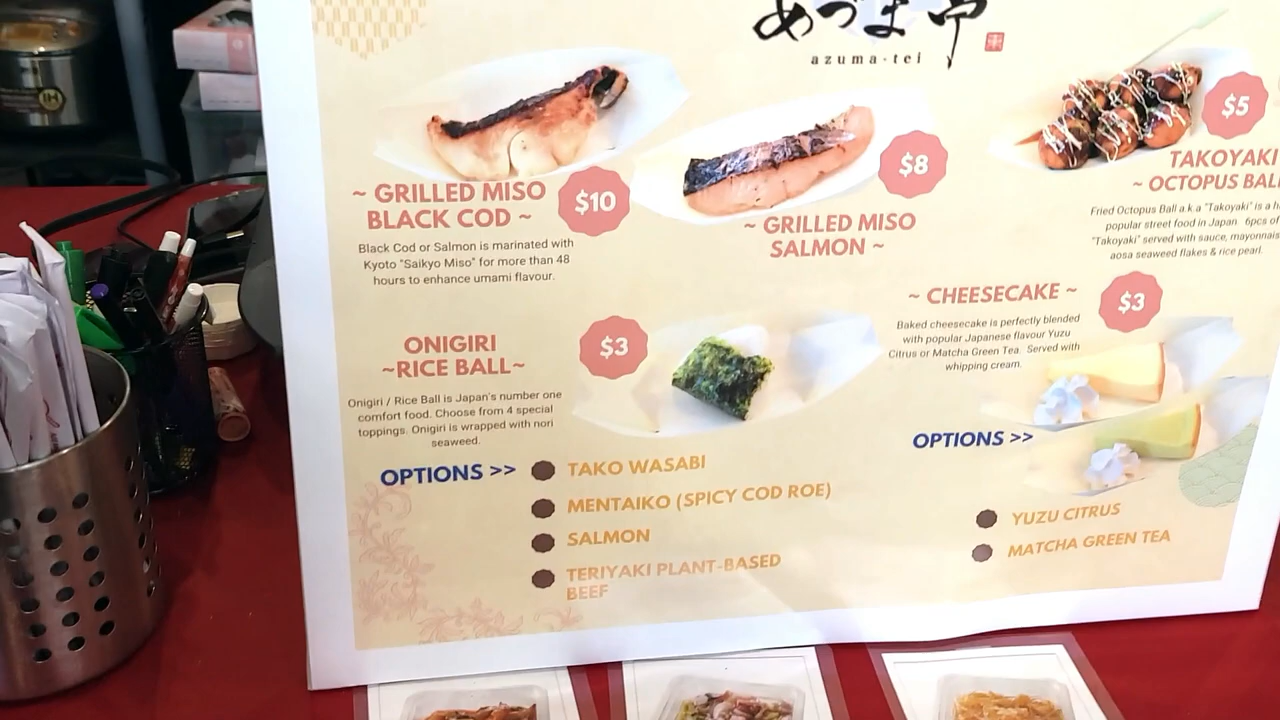 あづま亭
azuma-tei
~ GRILLED MISO
BLACK COD ~
$10
Black Cod or Salmon is marinated with
Kyoto "Saikyo Miso" for more than 48
hours to enhance umami flavour.
$8
~ GRILLED MISO
SALMON ~
$5
TAKOYAKI
~ OCTOPUS BAL
Fried Octopus Ball a.k.a "Takoyaki" is a
popular street food in Japan 6pcs of
"Takoyaki" served with sauce,
aosa seaweed flakes & rice pearl.
ONIGIRI
~RICE BALL~
$3
Onigiri / Rice Ball is Japan's number one
comfort food. Choose from 4 special
toppings. Onigiri is wrapped with nori
seaweed.
OPTIONS >>
TAKO WASABI
MENTAIKO (SPICY COD ROE)
SALMON
TERIYAKI PLANT-BASED
BEEF
~ CHEESECAKE ~
$3
Baked cheesecake is perfectly blended
with popular Japanese flavour Yuzu
Citrus or Matcha Green Tea. Served with
whipping cream.
OPTIONS >>
YUZU CITRUS
MATCHA GREEN TEA
IH